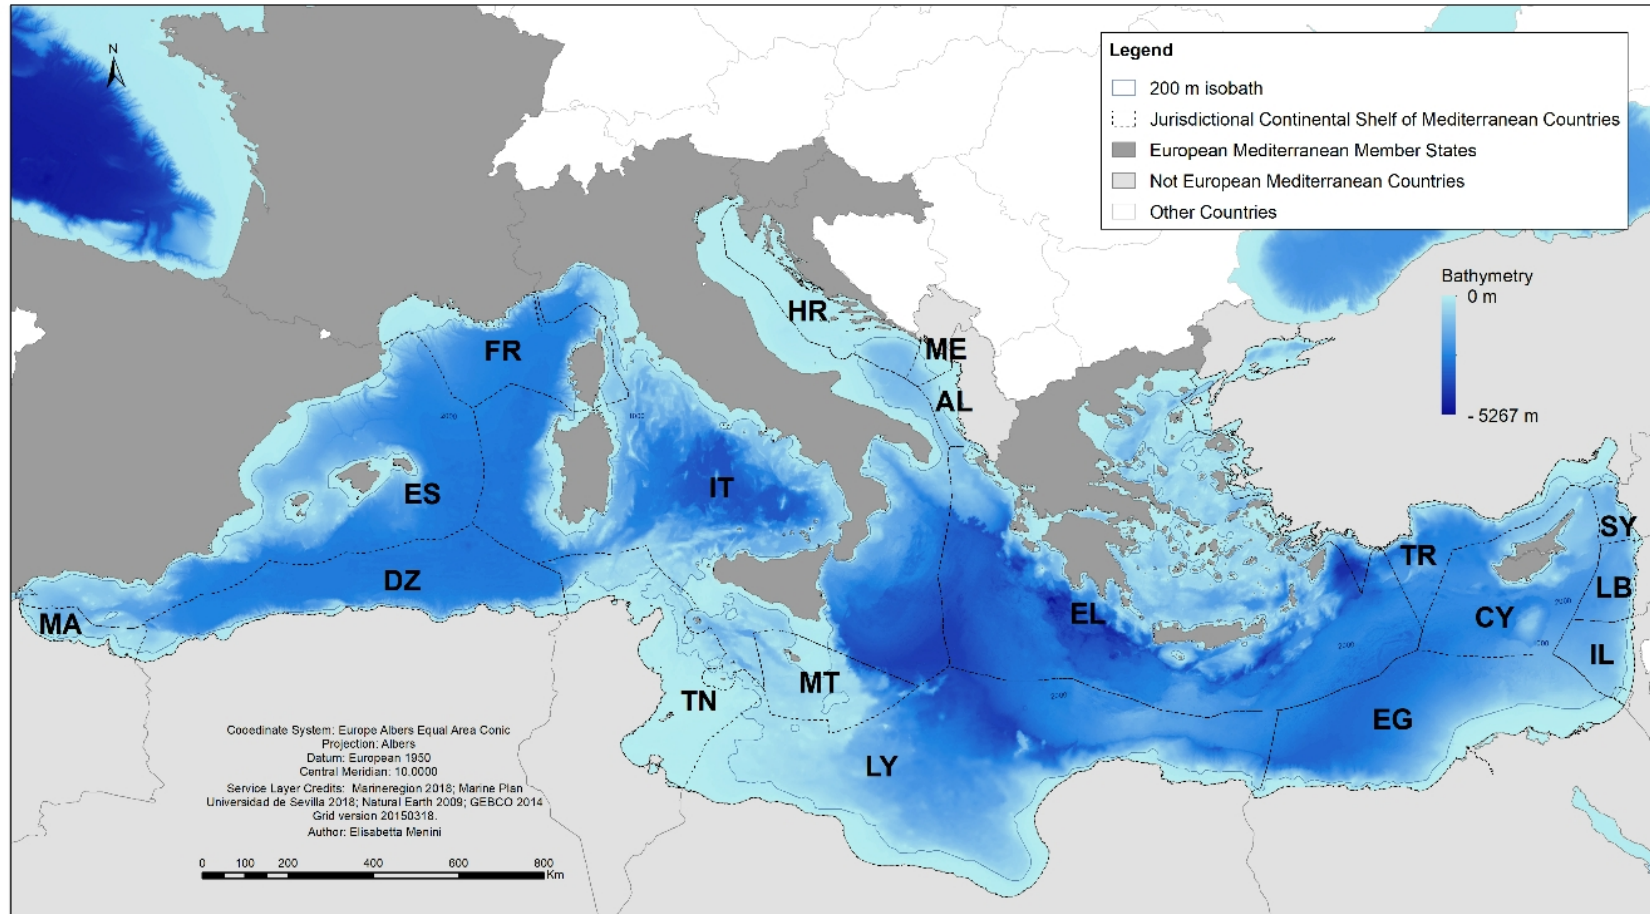 N
Legend
200 m isobath
Jurisdictional Continental Shelf of Mediterranean Countries
European Mediterranean Member States
Not European Mediterranean Countries
Other Countries
Bathymetry
0 m
- 5267 m
HR
ME
FR
AL
IT
ES
SY
TR
DZ
LB
EL
CY
MA
IL
MT
TN
EG
LY
2000
2000
Cooedinate System: Europe Albers Equal Area Conic
Projection: Albers
Datum: European 1950
Central Meridian: 10,0000
Service Layer Credits: Marineregion 2018; Marine Plan
Universidad de Sevilla 2018; Natural Earth 2009; GEBCO 2014
Grid version 20150318.
Author: Elisabetta Menini
0 100 200 400 600 800
Km